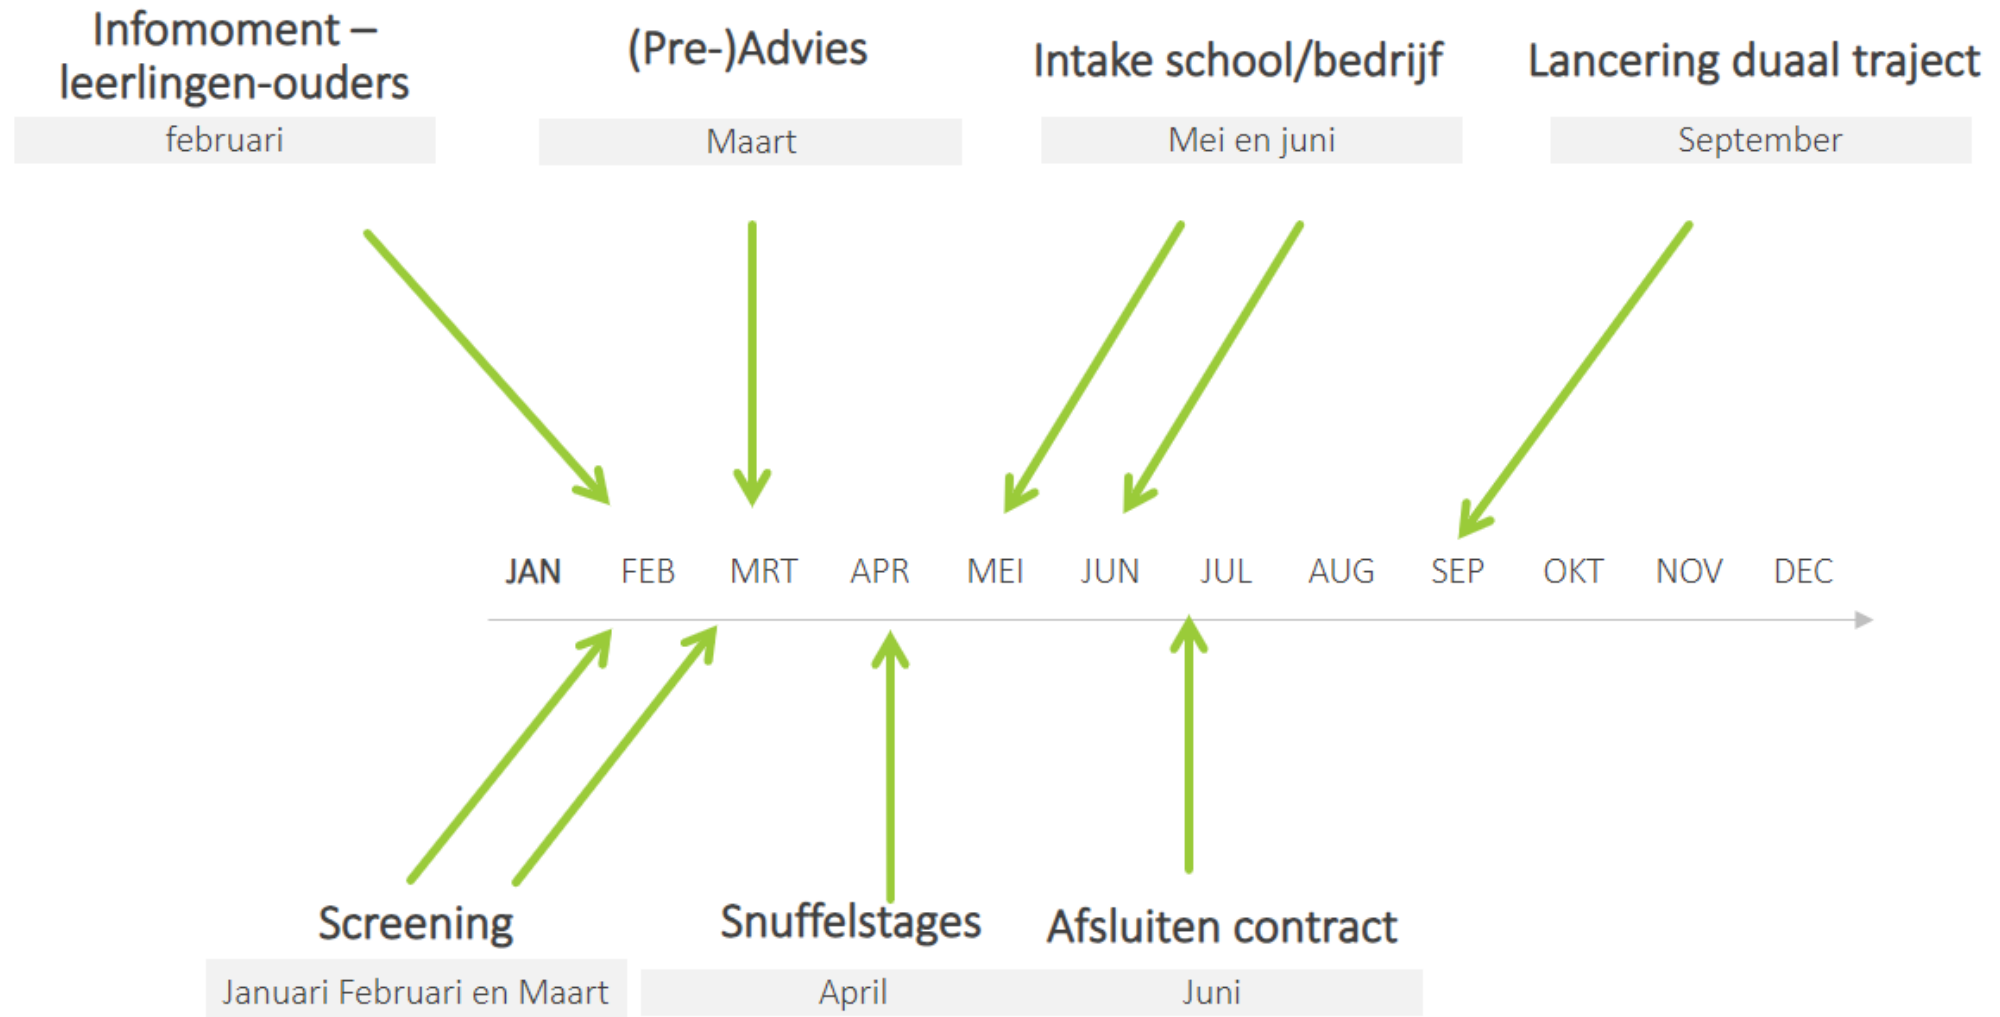 Infomoment –
leerlingen-ouders
februari
(Pre-)Advies
Maart
Intake school/bedrijf
Mei en juni
Lancering duaal traject
September
JAN FEB MRT APR MEI JUN JUL AUG SEP OKT NOV DEC
Screening
Januari Februari en Maart
Snuffelstages
April
Afsluiten contract
Juni